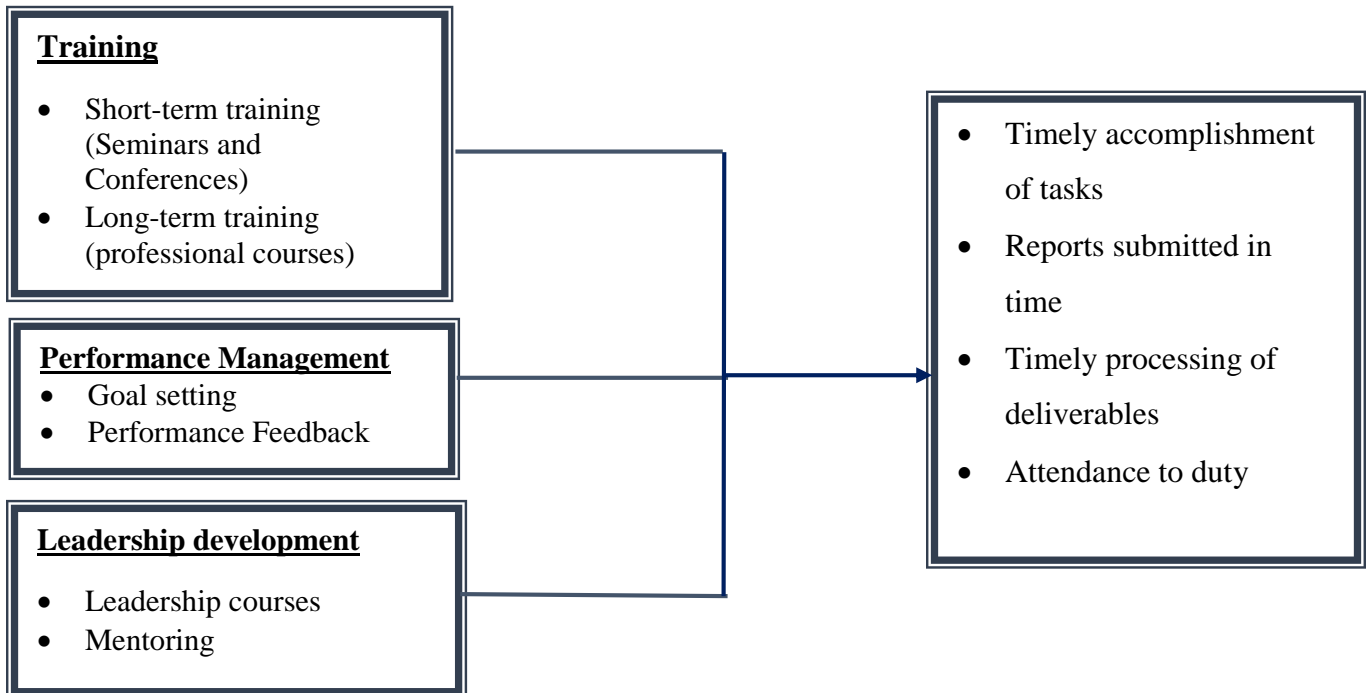 Training
• Short-term training
(Seminars and
Conferences)
• Long-term training
(professional courses)
Performance Management
• Goal setting
• Performance Feedback
Leadership development
• Leadership courses
• Mentoring
• Timely accomplishment
of tasks
• Reports submitted in
time
• Timely processing of
deliverables
• Attendance to duty